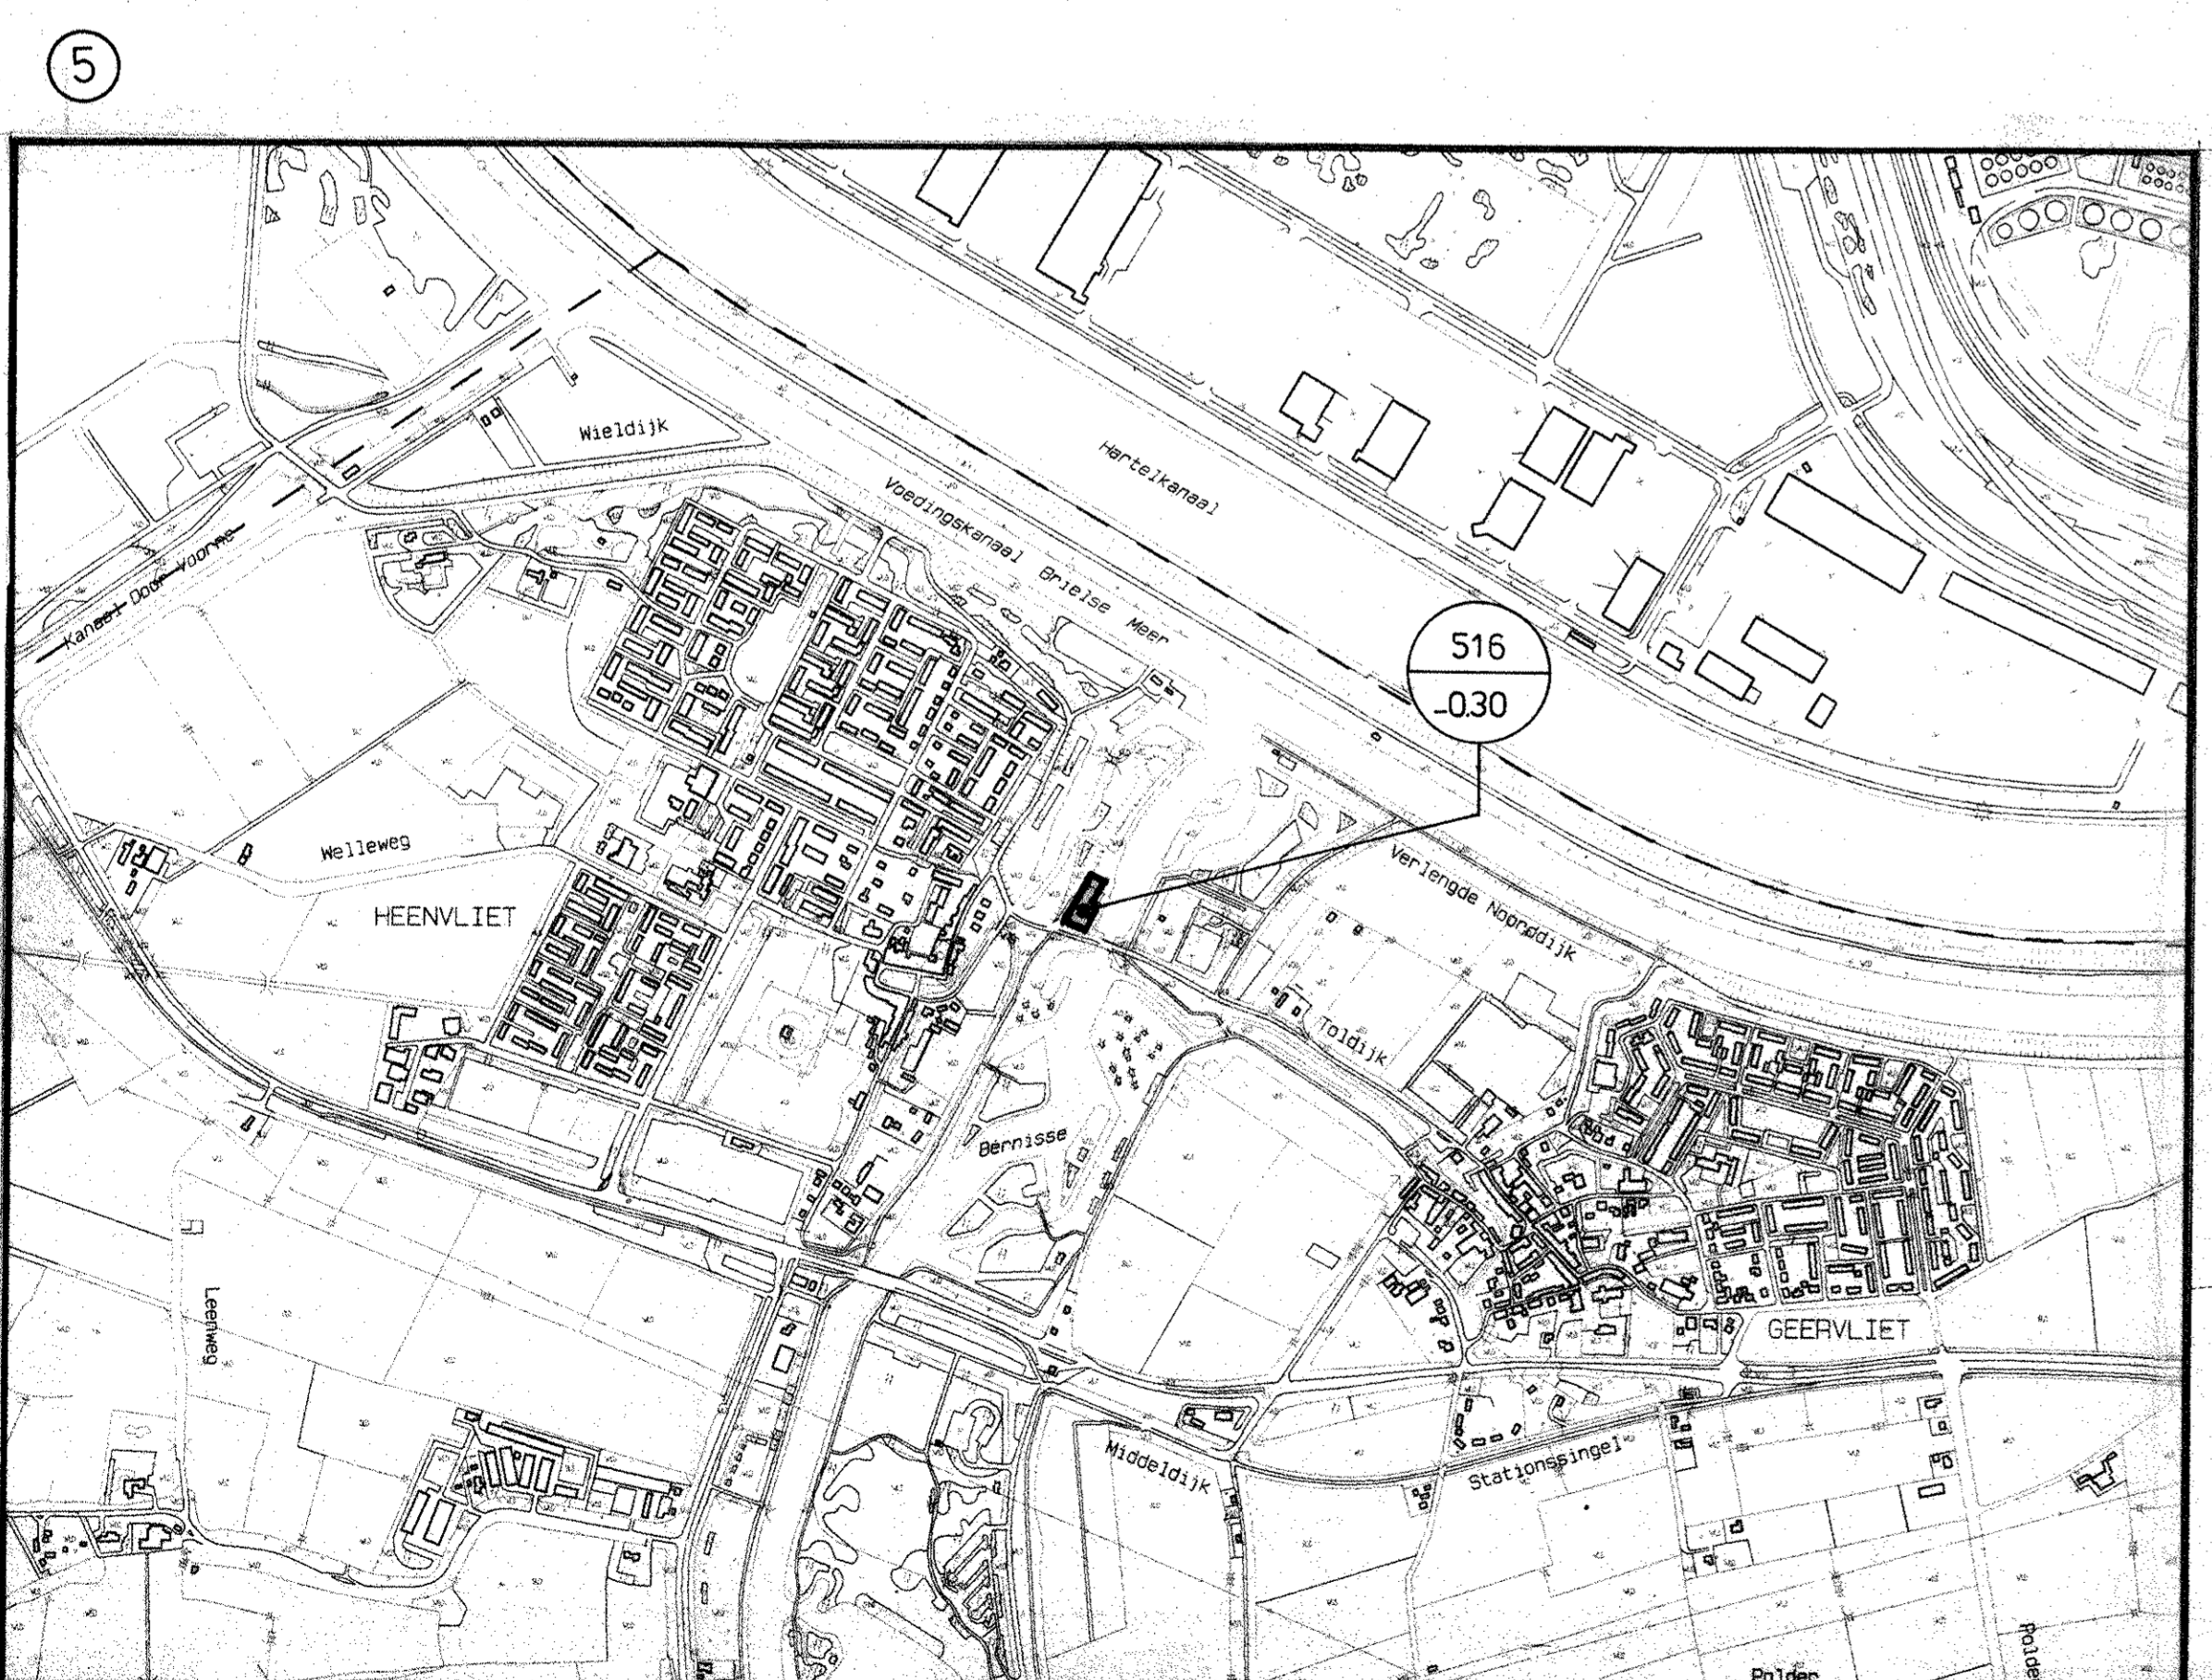 5
Wieldijk
Hartelkanaal
Voedingskanaal Brielse Meer
Kanaal Door Voorne
516
-0.30
Welleweg
HEENVLIET
Verlengde Noorddijk
Toldijk
Bernisse
Leenweg
GEERVLIET
Middeldijk
Stationssingel
Polder